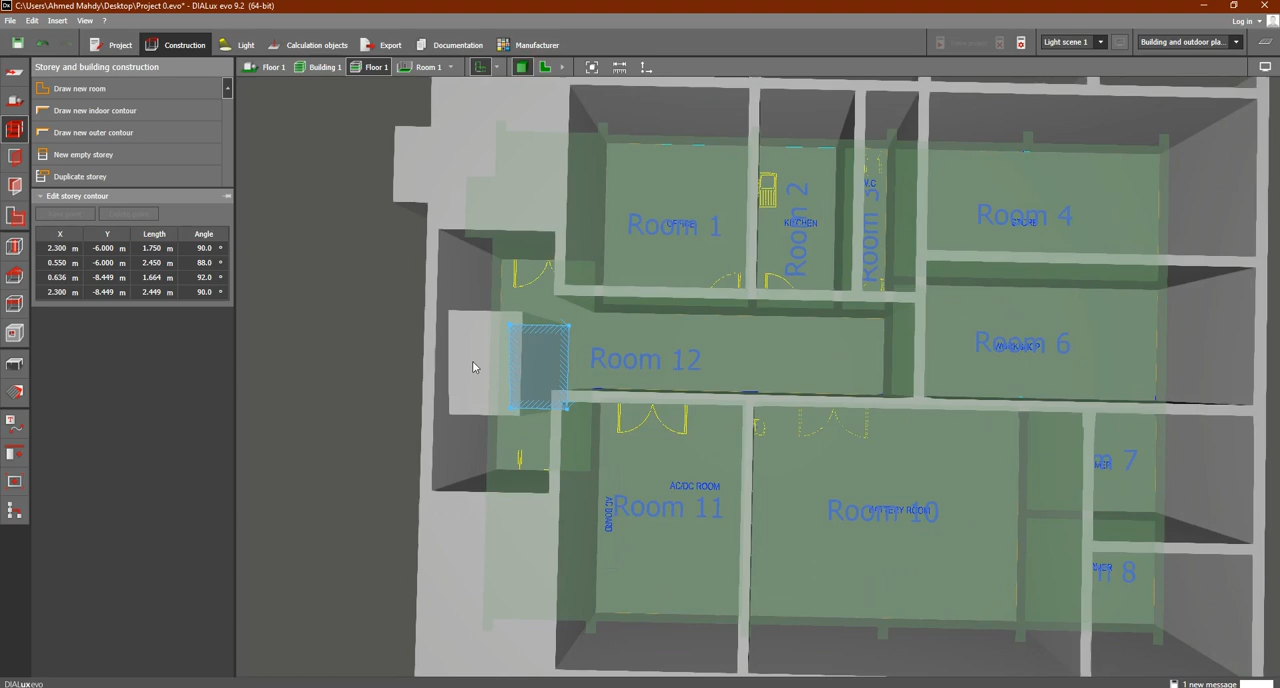 C:\Users\Ahmed Mahdy\Desktop\Project 0.evo* - DIALux evo 9.2 (64-bit)
File Edit Insert View ?
Log in
Project Construction Light Calculation objects Export Documentation Manufacturer
Light scene 1
Building and outdoor pla...
Storey and building construction
Floor 1 Building 1 Floor 1 Room 1
Draw new room
Draw new indoor contour
Draw new outer contour
New empty storey
Duplicate storey
Edit storey contour
X Y Length Angle
2.300 m -6.000 m 1.750 m 90.0 °
0.550 m -6.000 m 2.450 m 88.0 °
0.636 m -8.449 m 1.664 m 92.0 °
2.300 m -8.449 m 2.449 m 90.0 °
Room 1
Room 2
KITCHEN
W.C
Room 3
Room 4
Room 12
Room 6
AC/DC ROOM
Room 11
AC BOARD
Room 10
BATTERY ROOM
m 7
m 8
DIALux evo
1 new message